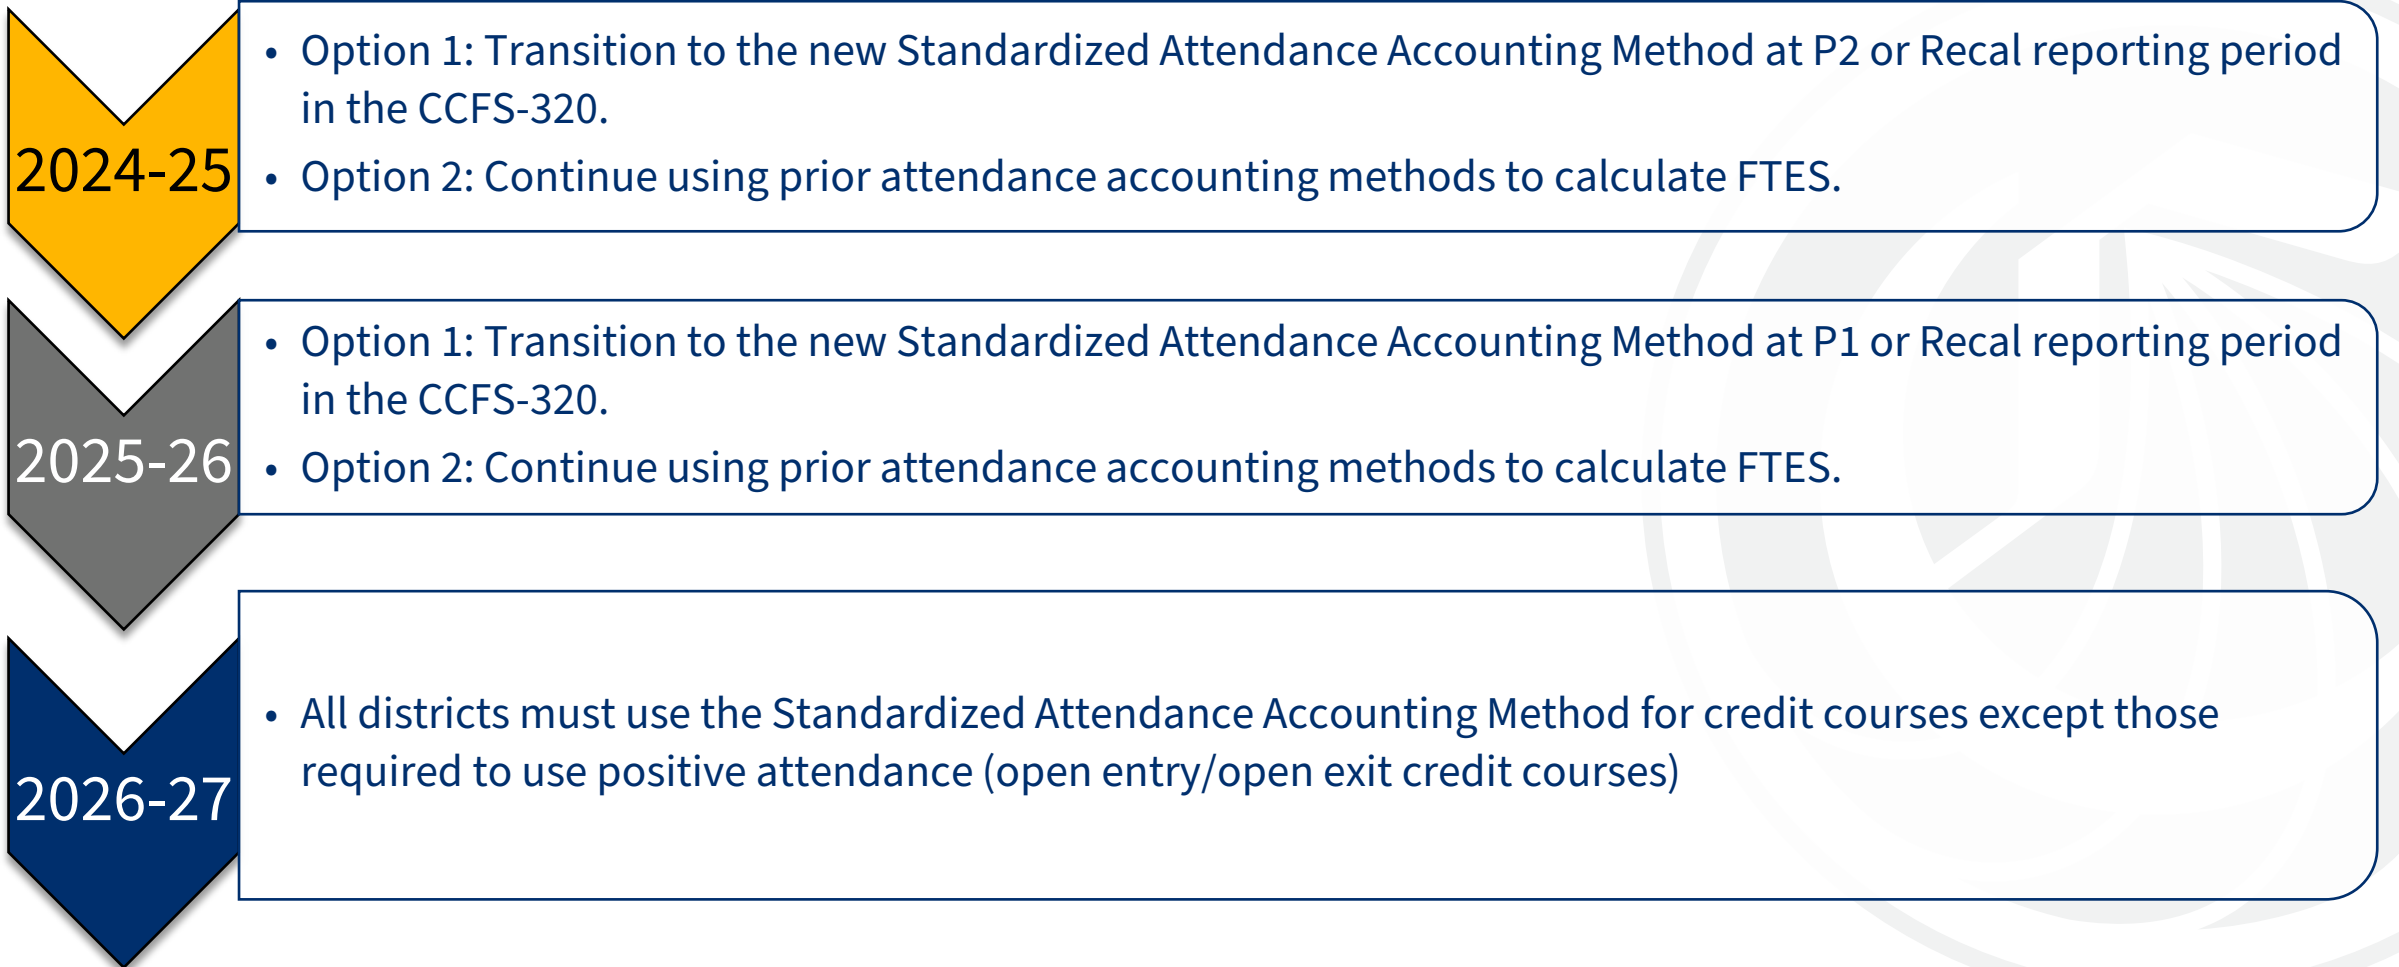 2024-25
• Option 1: Transition to the new Standardized Attendance Accounting Method at P2 or Recal reporting period
in the CCFS-320.
• Option 2: Continue using prior attendance accounting methods to calculate FTES.
2025-26
• Option 1: Transition to the new Standardized Attendance Accounting Method at P1 or Recal reporting period
in the CCFS-320.
• Option 2: Continue using prior attendance accounting methods to calculate FTES.
2026-27
• All districts must use the Standardized Attendance Accounting Method for credit courses except those
required to use positive attendance (open entry/open exit credit courses)